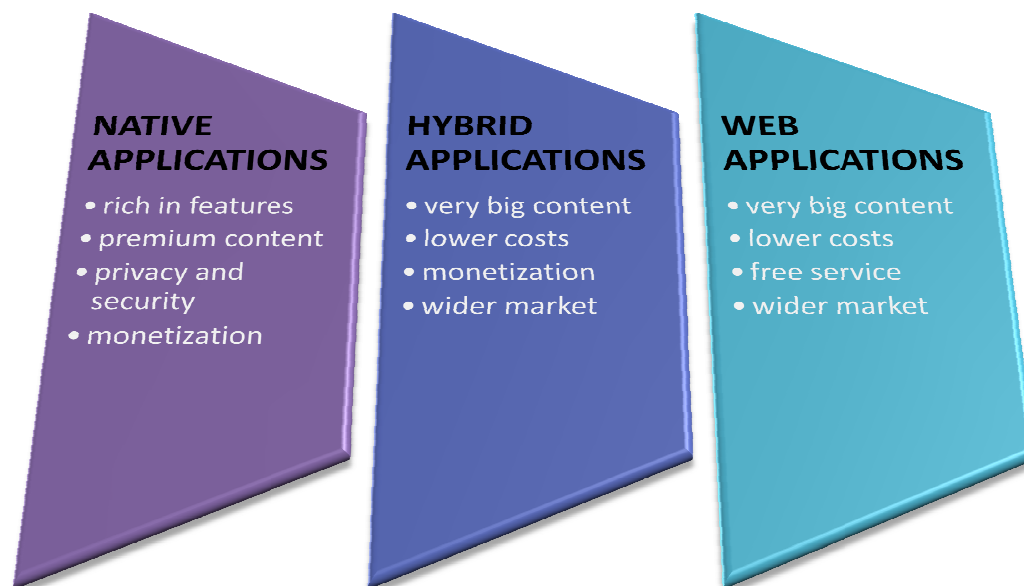 NATIVE
APPLICATIONS
• rich in features
• premium content
• privacy and
security
• monetization
HYBRID
APPLICATIONS
• very big content
• lower costs
• monetization
• wider market
WEB
APPLICATIONS
• very big content
• lower costs
• free service
• wider market